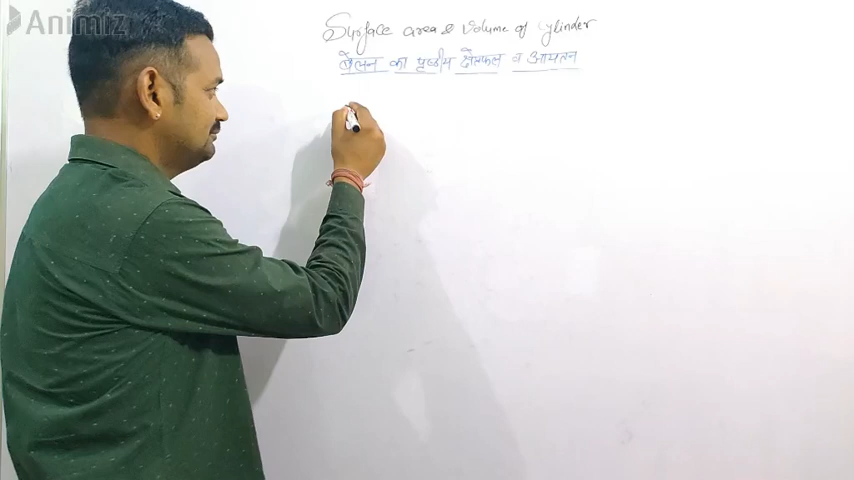 Animiz
Surface area & Volume of Cylinder
बेलन का पृष्ठीय क्षेत्रफल व आयतन